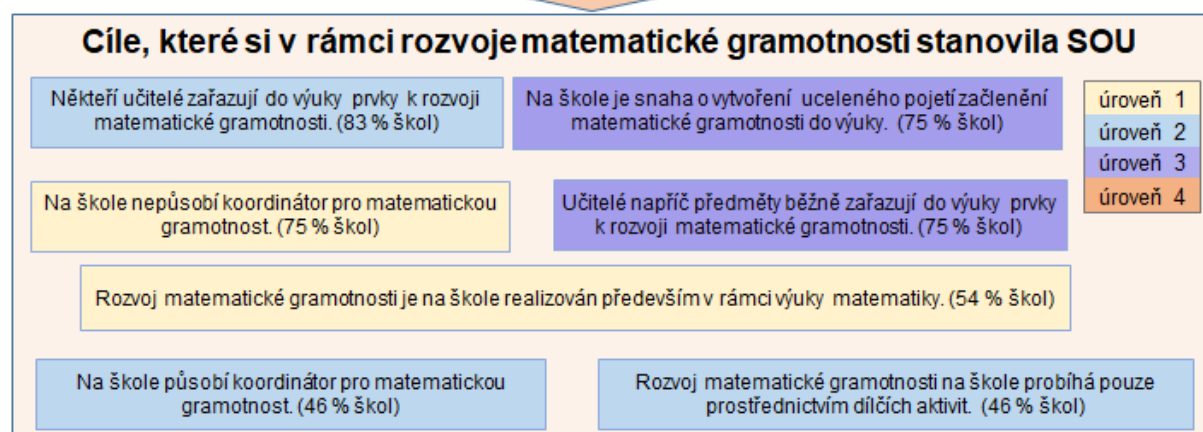 Cíle, které si v rámci rozvoje matematické gramotnosti stanovila SOU
Někteří učitelé zařazují do výuky prvky k rozvoji
matematické gramotnosti. (83 % škol)
Na škole je snaha o vytvoření uceleného pojetí začlenění
matematické gramotnosti do výuky. (75 % škol)
úroveň 1
úroveň 2
úroveň 3
úroveň 4
Na škole nepůsobí koordinátor pro matematickou
gramotnost. (75 % škol)
Učitelé napříč předměty běžně zařazují do výuky prvky
k rozvoji matematické gramotnosti. (75 % škol)
Rozvoj matematické gramotnosti je na škole realizován především v rámci výuky matematiky. (54 % škol)
Na škole působí koordinátor pro matematickou
gramotnost. (46 % škol)
Rozvoj matematické gramotnosti na škole probíhá pouze
prostřednictvím dílčích aktivit. (46 % škol)